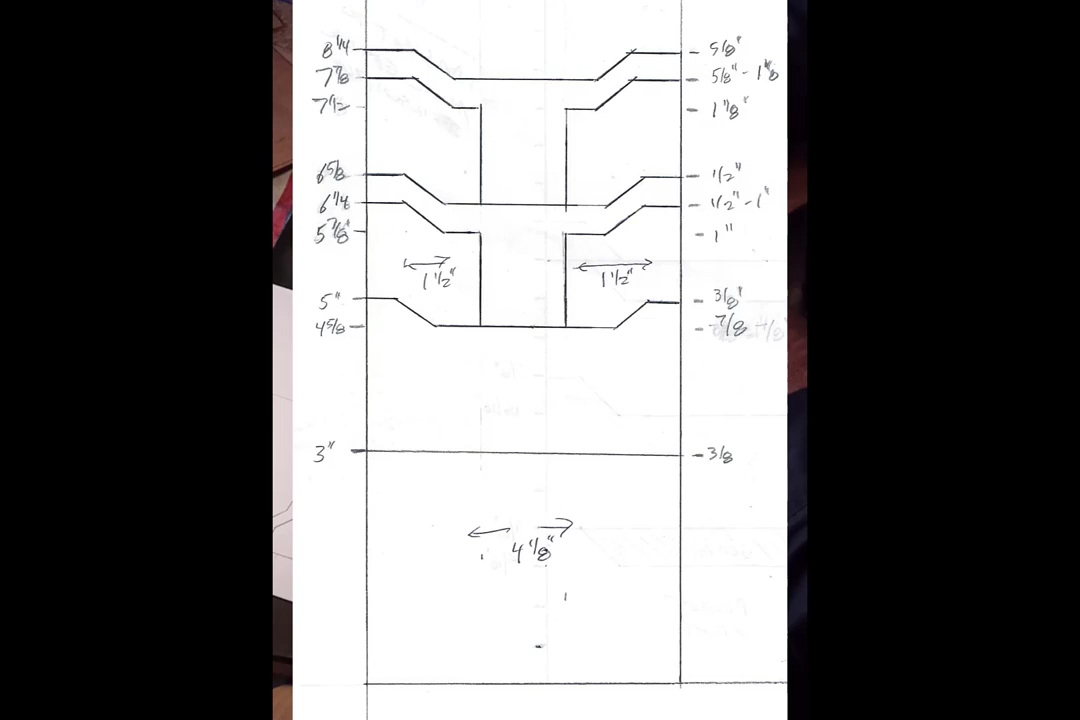 8 1/4 5/8"
7 7/8 5/8" - 1 1/8"
7 1/2 1 1/8"
6 5/8 1/2"
6 1/4 1/2" - 1"
5 7/8" 1"
1 1/2" 1 1/2"
5" 3/8"
4 5/8 7/8
3" 3/8
4 1/8"